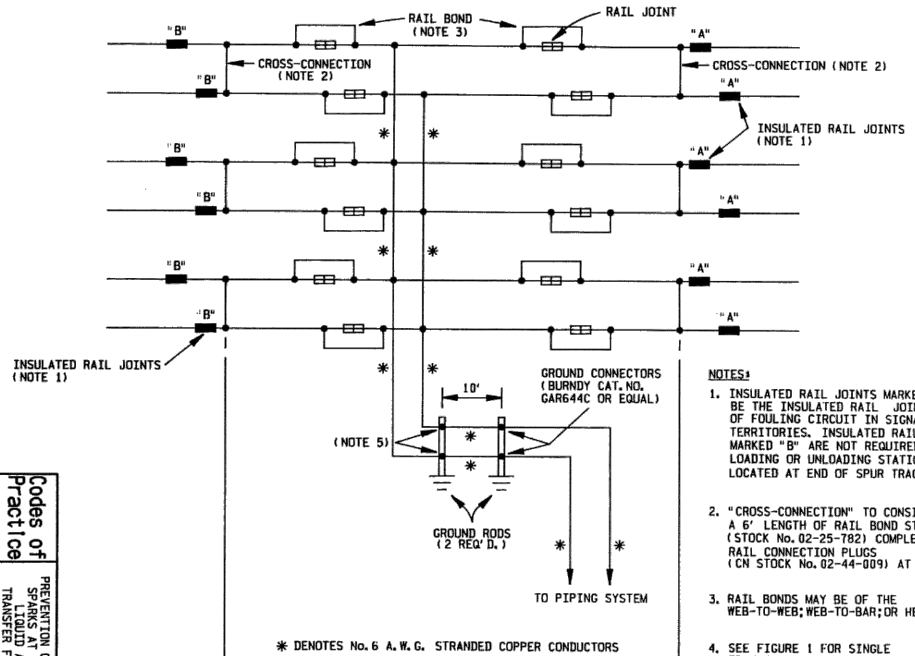 "B"
RAIL BOND
(NOTE 3)
RAIL JOINT
"A"
CROSS-CONNECTION
(NOTE 2)
CROSS-CONNECTION (NOTE 2)
"B"
"A"
INSULATED RAIL JOINTS
(NOTE 1)
* *
"B"
"A"
"B"
"A"
* *
"B"
"A"
"B"
"A"
INSULATED RAIL JOINTS
(NOTE 1)
* *
GROUND CONNECTORS
(BURNDY CAT. NO.
GAR644C OR EQUAL)
10'
(NOTE 5)
*
*
GROUND RODS
(2 REQ'D.)
* *
TO PIPING SYSTEM
* DENOTES No. 6 A.W.G. STRANDED COPPER CONDUCTORS
NOTES:
1. INSULATED RAIL JOINTS MARKE
BE THE INSULATED RAIL JOI
OF FOULING CIRCUIT IN SIGNA
TERRITORIES. INSULATED RAIL
MARKED "B" ARE NOT REQUIRE
LOADING OR UNLOADING STATIO
LOCATED AT END OF SPUR TRAC
2. "CROSS-CONNECTION" TO CONSI
A 6' LENGTH OF RAIL BOND ST
(STOCK No. 02-25-782) COMPLE
RAIL CONNECTION PLUGS
(CN STOCK No. 02-44-009) AT
3. RAIL BONDS MAY BE OF THE
WEB-TO-WEB; WEB-TO-BAR; OR HE
4. SEE FIGURE 1 FOR SINGLE
Codes of
Practice
PREVENTION
SPARKS AT
LIQUID
TRANSFER F